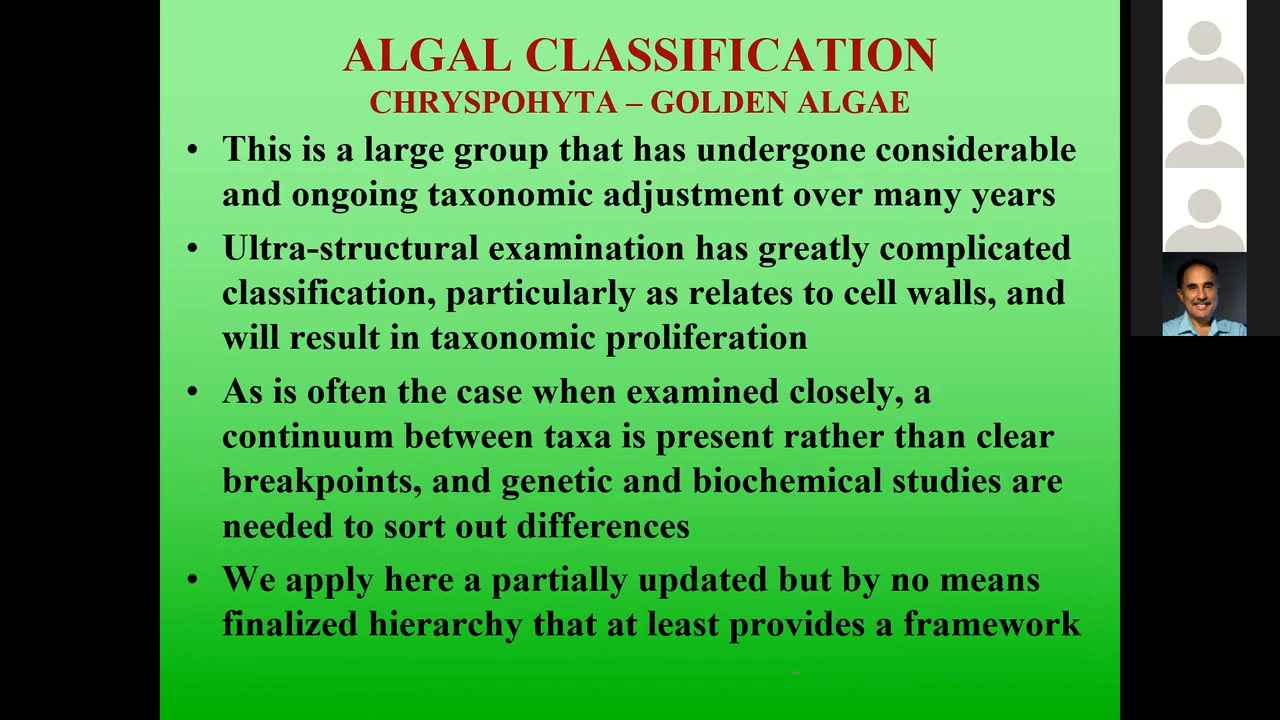 ALGAL CLASSIFICATION
CHRYSPOHYTA – GOLDEN ALGAE
• This is a large group that has undergone considerable
and ongoing taxonomic adjustment over many years
• Ultra-structural examination has greatly complicated
classification, particularly as relates to cell walls, and
will result in taxonomic proliferation
• As is often the case when examined closely, a
continuum between taxa is present rather than clear
breakpoints, and genetic and biochemical studies are
needed to sort out differences
• We apply here a partially updated but by no means
finalized hierarchy that at least provides a framework